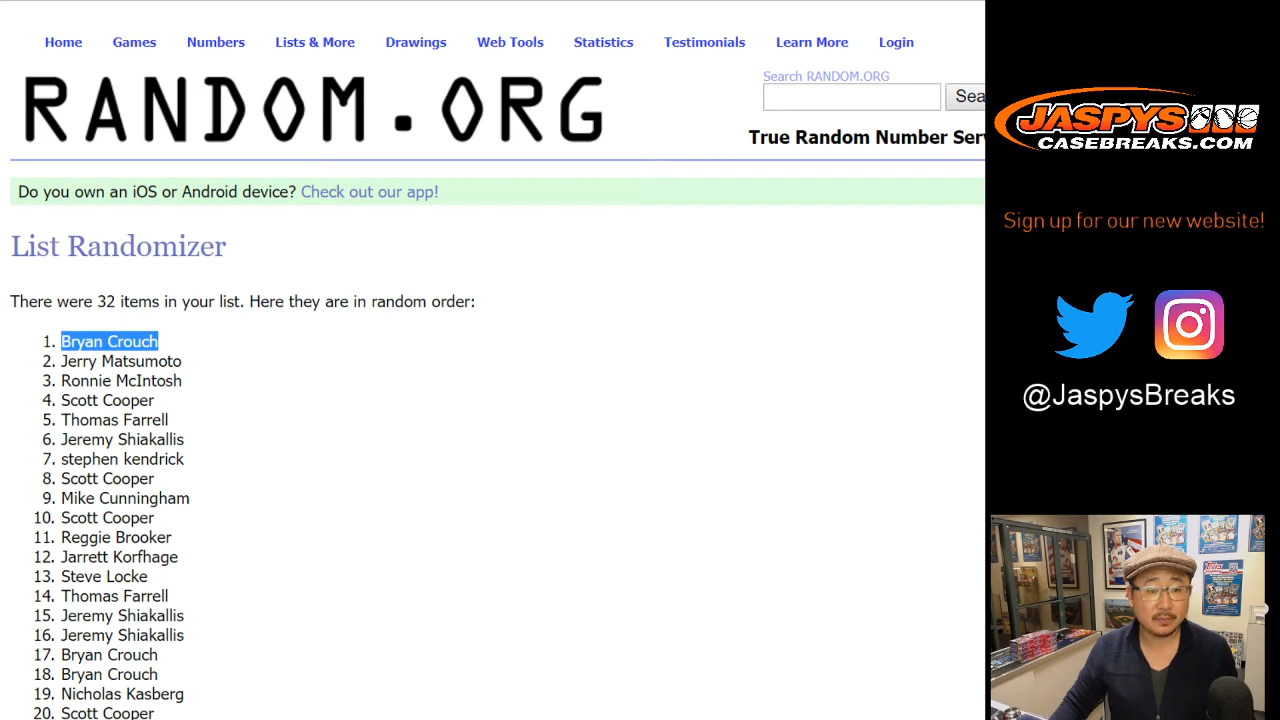 Home Games Numbers Lists & More Drawings Web Tools Statistics Testimonials Learn More Login
RANDOM.ORG
Search RANDOM.ORG
Sea
True Random Number Ser
Do you own an iOS or Android device? Check out our app!
List Randomizer
There were 32 items in your list. Here they are in random order:
1. Bryan Crouch
2. Jerry Matsumoto
3. Ronnie McIntosh
4. Scott Cooper
5. Thomas Farrell
6. Jeremy Shiakallis
7. stephen kendrick
8. Scott Cooper
9. Mike Cunningham
10. Scott Cooper
11. Reggie Brooker
12. Jarrett Korfhage
13. Steve Locke
14. Thomas Farrell
15. Jeremy Shiakallis
16. Jeremy Shiakallis
17. Bryan Crouch
18. Bryan Crouch
19. Nicholas Kasberg
20. Scott Cooper
JASPYS
CASEBREAKS.COM
Sign up for our new website!
@JaspysBreaks